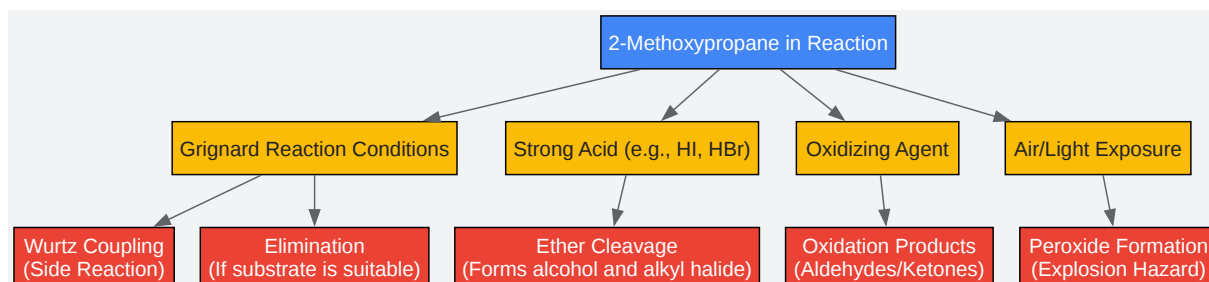 2-Methoxypropane in Reaction
Grignard Reaction Conditions
Strong Acid (e.g., HI, HBr)
Oxidizing Agent
Air/Light Exposure
Wurtz Coupling
(Side Reaction)
Elimination
(If substrate is suitable)
Ether Cleavage
(Forms alcohol and alkyl halide)
Oxidation Products
(Aldehydes/Ketones)
Peroxide Formation
(Explosion Hazard)